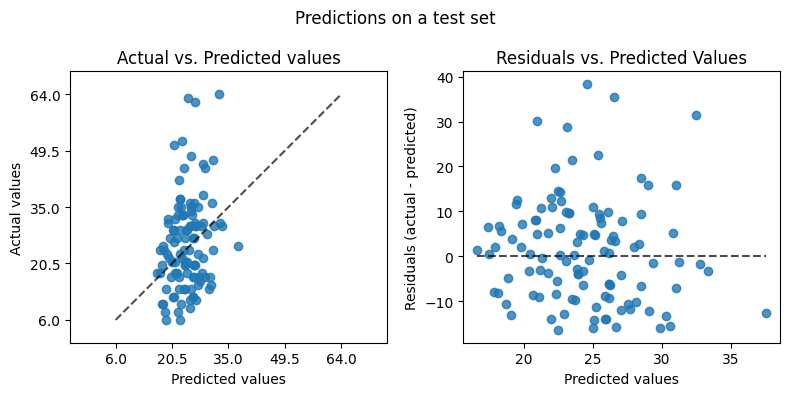 Predictions on a test set
Actual vs. Predicted values
Actual values
64.0
49.5
35.0
20.5
6.0
6.0 20.5 35.0 49.5 64.0
Predicted values
Residuals vs. Predicted Values
Residuals (actual - predicted)
40
30
20
10
0
−10
20 25 30 35
Predicted values